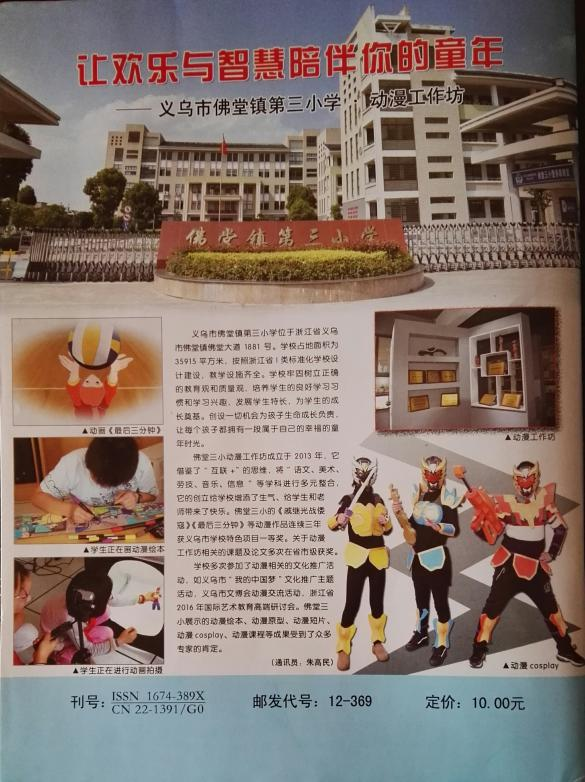 让欢乐与智慧陪伴你的童年
——义乌市佛堂镇第三小学 动漫工作坊
佛堂镇第三小学
▲动画《最后三分钟》
▲学生正在画动漫绘本
▲学生正在进行动画拍摄
义乌市佛堂镇第三小学位于浙江省义乌
市佛堂镇佛堂大道 1881 号。学校占地面积为
35915 平方米，按照浙江省 I 类标准化学校设
计建设，教学设施齐全。学校牢固树立正确
的教育观和质量观，培养学生的良好学习习
惯和学习兴趣，发展学生特长，为学生的成
长奠基。创设一切机会为孩子生命成长负责，
让每个孩子都拥有一段属于自己的幸福的童
年时光。
佛堂三小动漫工作坊成立于 2013 年，它
借鉴了“互联 +”的思维，将“语文、美术、
劳技、音乐、信息”等学科进行多元整合，
它的创立给学校增添了生气、给学生和老
师带来了快乐。佛堂三小的《戚继光战倭
寇》《最后三分钟》等动漫作品连续三年
获义乌市学校特色项目一等奖。关于动漫
工作坊相关的课题及论文多次在省市级获奖。
学校多次参加了动漫相关的文化推广活
动，如义乌市“我的中国梦”文化推广主题
活动，义乌市文博会动漫交流活动，浙江省
2016 年国际艺术教育高端研讨会。佛堂三
小展示的动漫绘本、动漫原型、动漫短片、
动漫 cosplay、动漫课程等成果受到了众多
专家的肯定。
（通讯员：朱高民）
▲动漫工作坊
▲动漫 cosplay
刊号：ISSN 1674-389X
CN 22-1391/G0
邮发代号：12-369
定价：10.00元